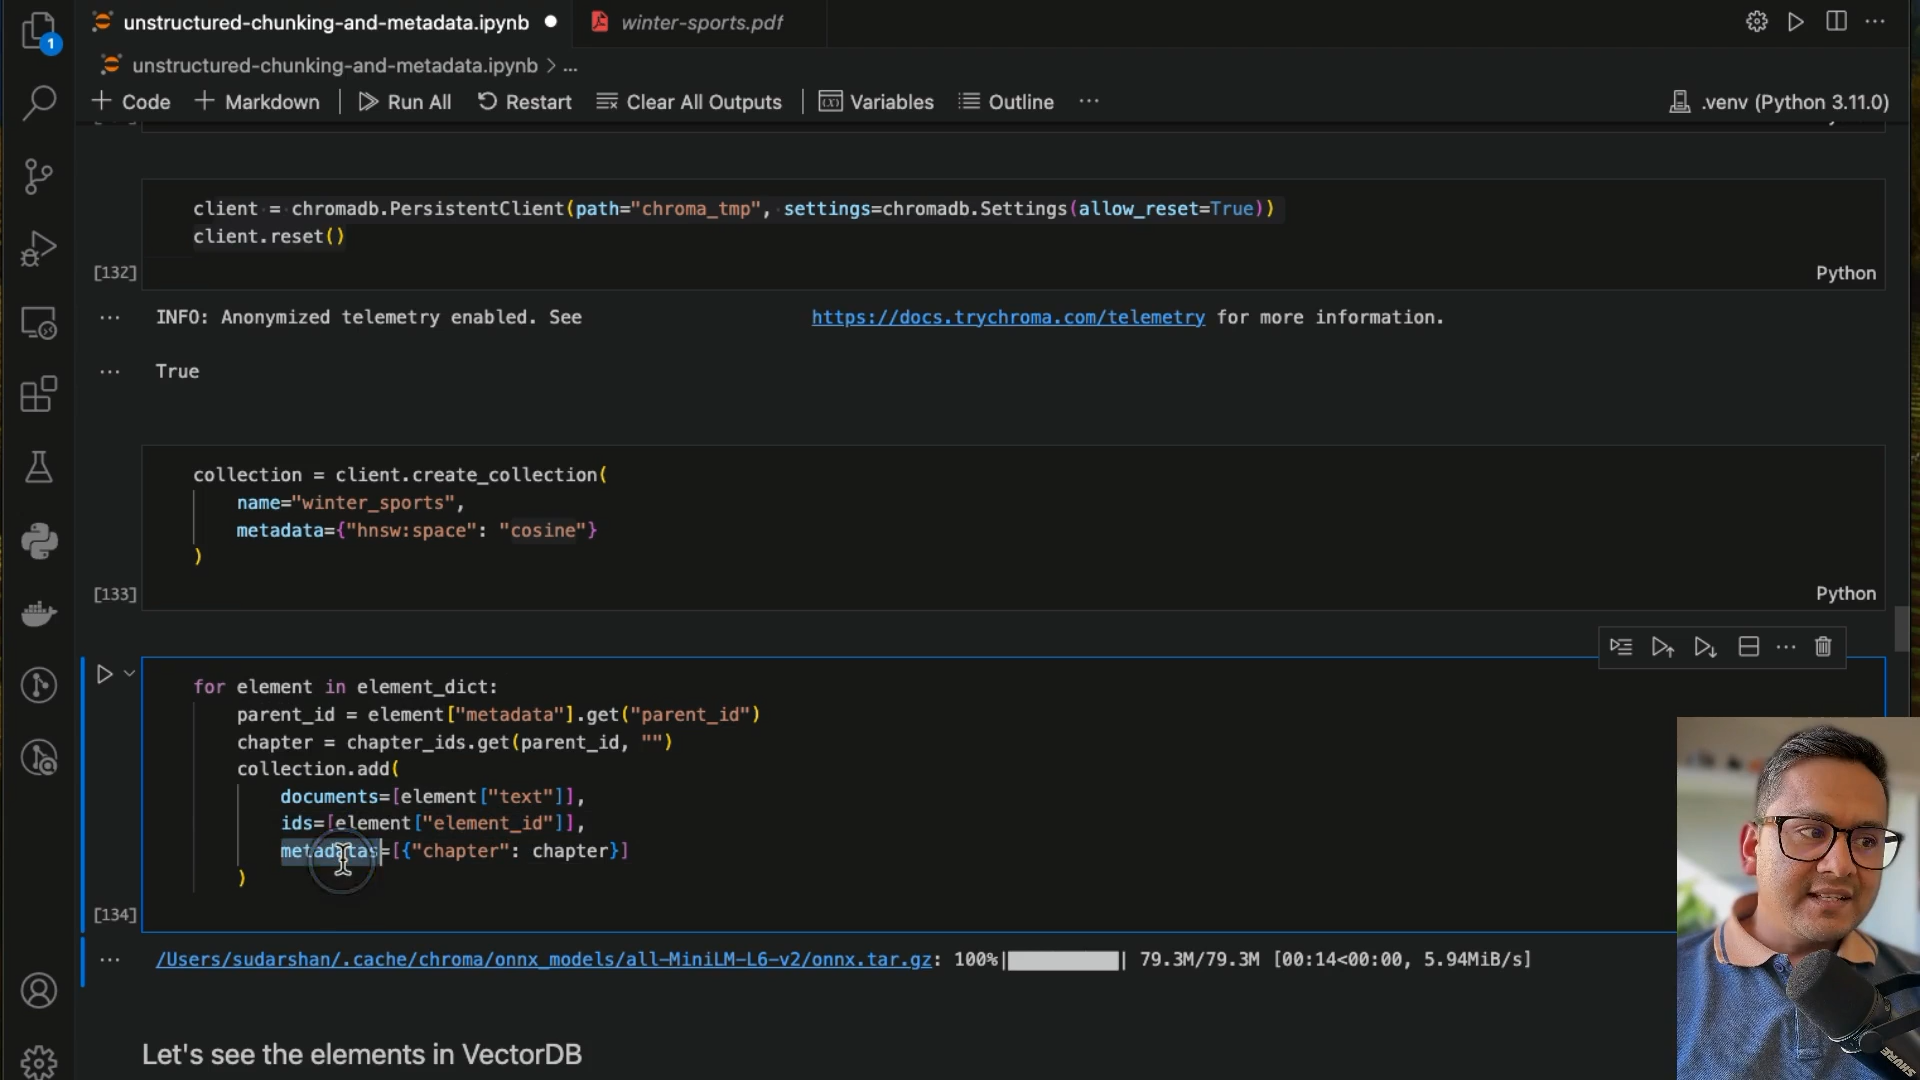 unstructured-chunking-and-metadata.ipynb
winter-sports.pdf
1
unstructured-chunking-and-metadata.ipynb > ...
+ Code + Markdown Run All Restart Clear All Outputs Variables Outline ...
.venv (Python 3.11.0)
client = chromadb.PersistentClient(path="chroma_tmp", settings=chromadb.Settings(allow_reset=True))
client.reset()
[132]
Python
... INFO: Anonymized telemetry enabled. See https://docs.trychroma.com/telemetry for more information.
... True
collection = client.create_collection(
name="winter_sports",
metadata={"hnsw:space": "cosine"}
)
[133]
Python
for element in element_dict:
parent_id = element["metadata"].get("parent_id")
chapter = chapter_ids.get(parent_id, "")
collection.add(
documents=[element["text"]],
ids=[element["element_id"]],
metadatas=[{"chapter": chapter}]
)
[134]
... /Users/sudarshan/.cache/chroma/onnx_models/all-MiniLM-L6-v2/onnx.tar.gz: 100%| | 79.3M/79.3M [00:14<00:00, 5.94MiB/s]
Let's see the elements in VectorDB
SHURE